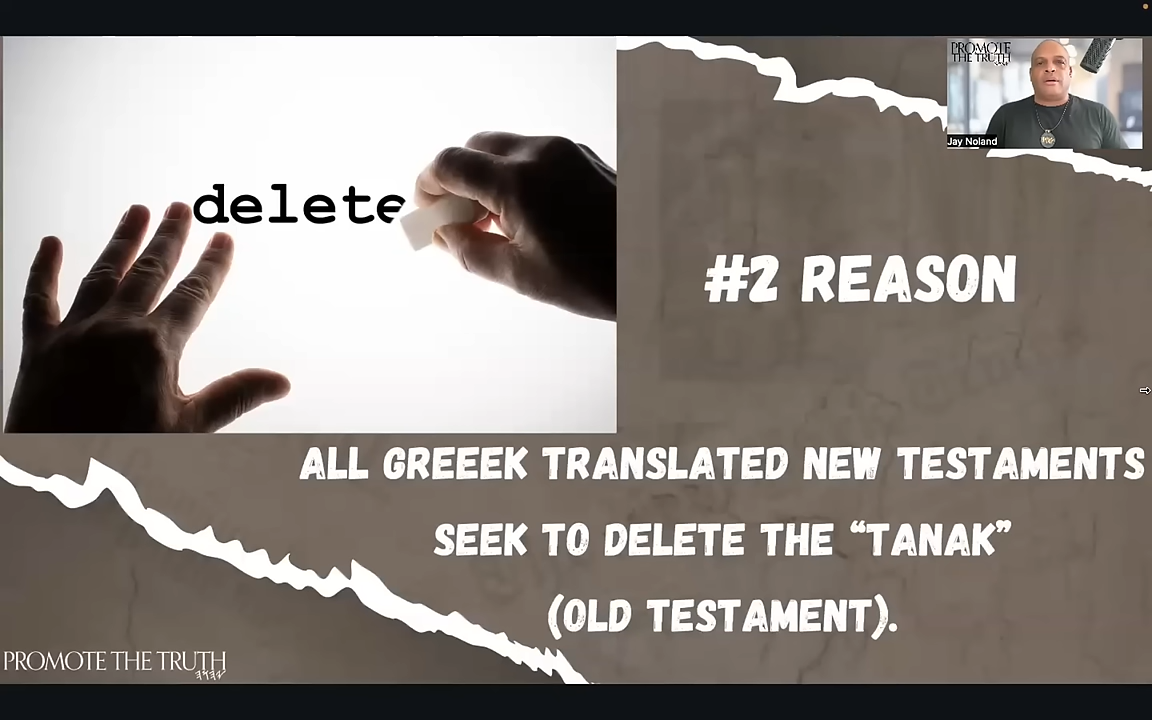 delete
PROMOTE
THE TRUTH
Jay Noland
#2 REASON
ALL GREEEK TRANSLATED NEW TESTAMENTS
SEEK TO DELETE THE “TANAK”
(OLD TESTAMENT).
PROMOTE THE TRUTH